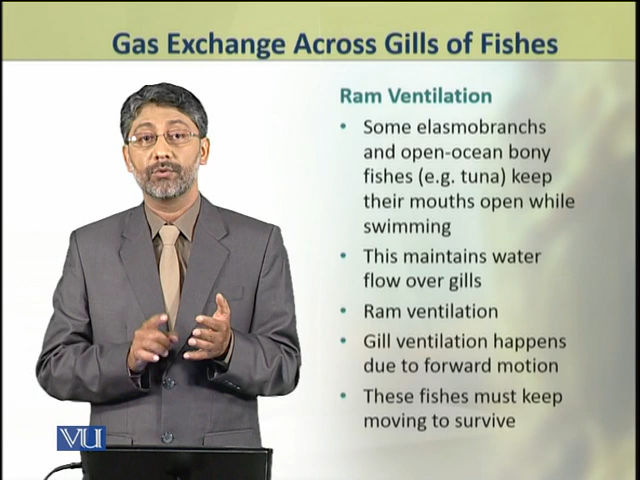 Gas Exchange Across Gills of Fishes
Ram Ventilation
• Some elasmobranchs
and open-ocean bony
fishes (e.g. tuna) keep
their mouths open while
swimming
• This maintains water
flow over gills
• Ram ventilation
• Gill ventilation happens
due to forward motion
• These fishes must keep
moving to survive
VU